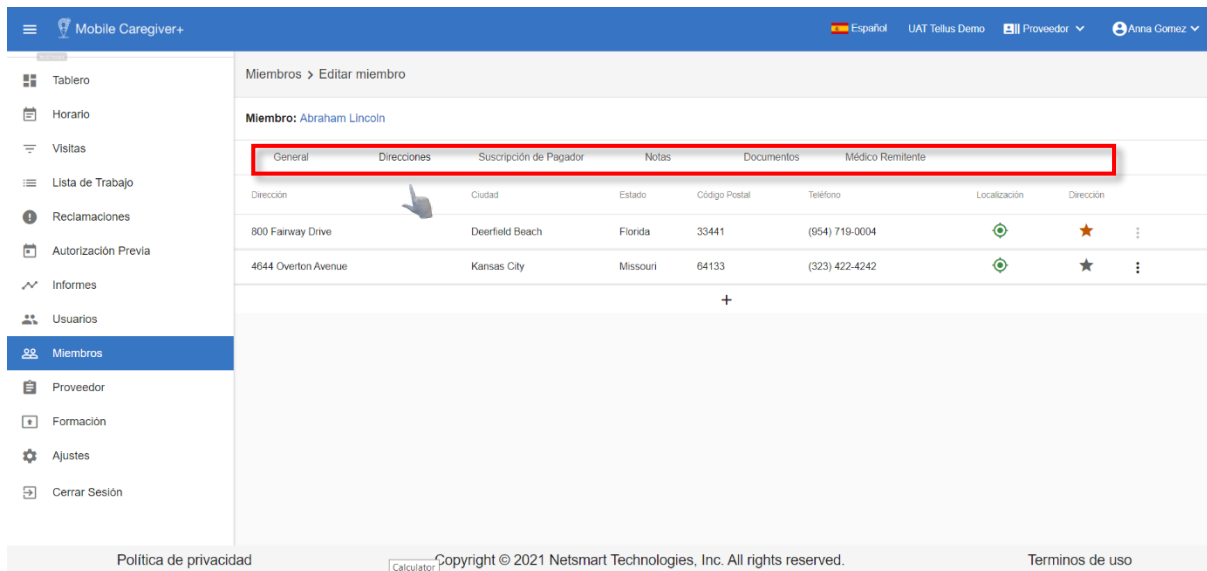 Mobile Caregiver+ Español UAT Tellus Demo Proveedor Anna Gomez
Tablero
Horario
Visitas
Lista de Trabajo
Reclamaciones
Autorización Previa
Informes
Usuarios
Miembros
Proveedor
Formación
Ajustes
Cerrar Sesión
Miembros > Editar miembro
Miembro: Abraham Lincoln
General Direcciones Suscripción de Pagador Notas Documentos Médico Remitente
Dirección Ciudad Estado Código Postal Teléfono Localización Dirección
800 Fairway Drive Deerfield Beach Florida 33441 (954) 719-0004
4644 Overton Avenue Kansas City Missouri 64133 (323) 422-4242
+
Política de privacidad Copyright © 2021 Netsmart Technologies, Inc. All rights reserved. Terminos de uso
Calculator